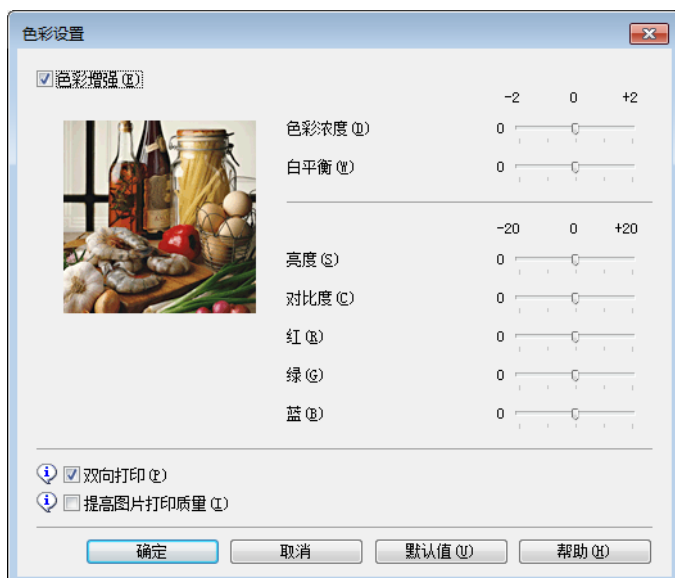 色彩设置
色彩增强(E)
-2 0 +2
色彩浓度(D) 0
白平衡(W) 0
-20 0 +20
亮度(S) 0
对比度(C) 0
红(R) 0
绿(G) 0
蓝(B) 0
双向打印(P)
提高图片打印质量(I)
确定 取消 默认值(U) 帮助(H)